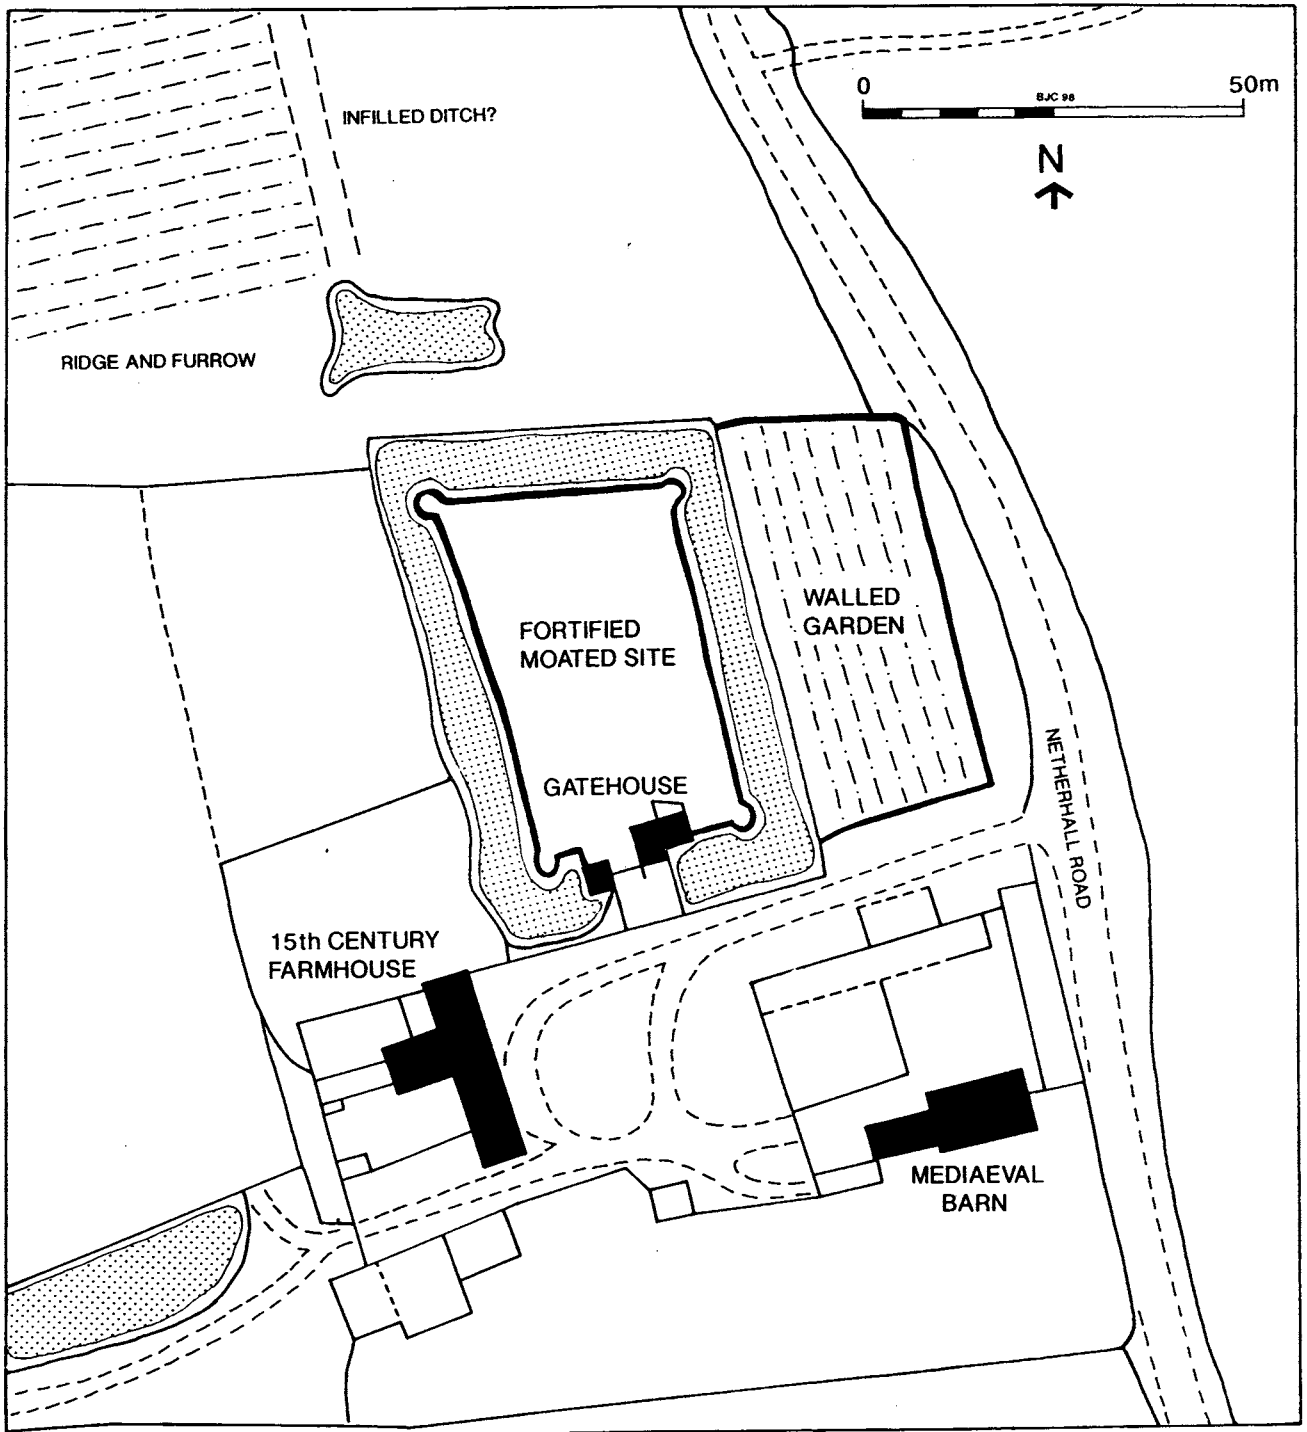 0 50m
BJC 98
N
INFILLED DITCH?
RIDGE AND FURROW
WALLED
GARDEN
FORTIFIED
MOATED SITE
GATEHOUSE
NETHERHALL ROAD
15th CENTURY
FARMHOUSE
MEDIAEVAL
BARN